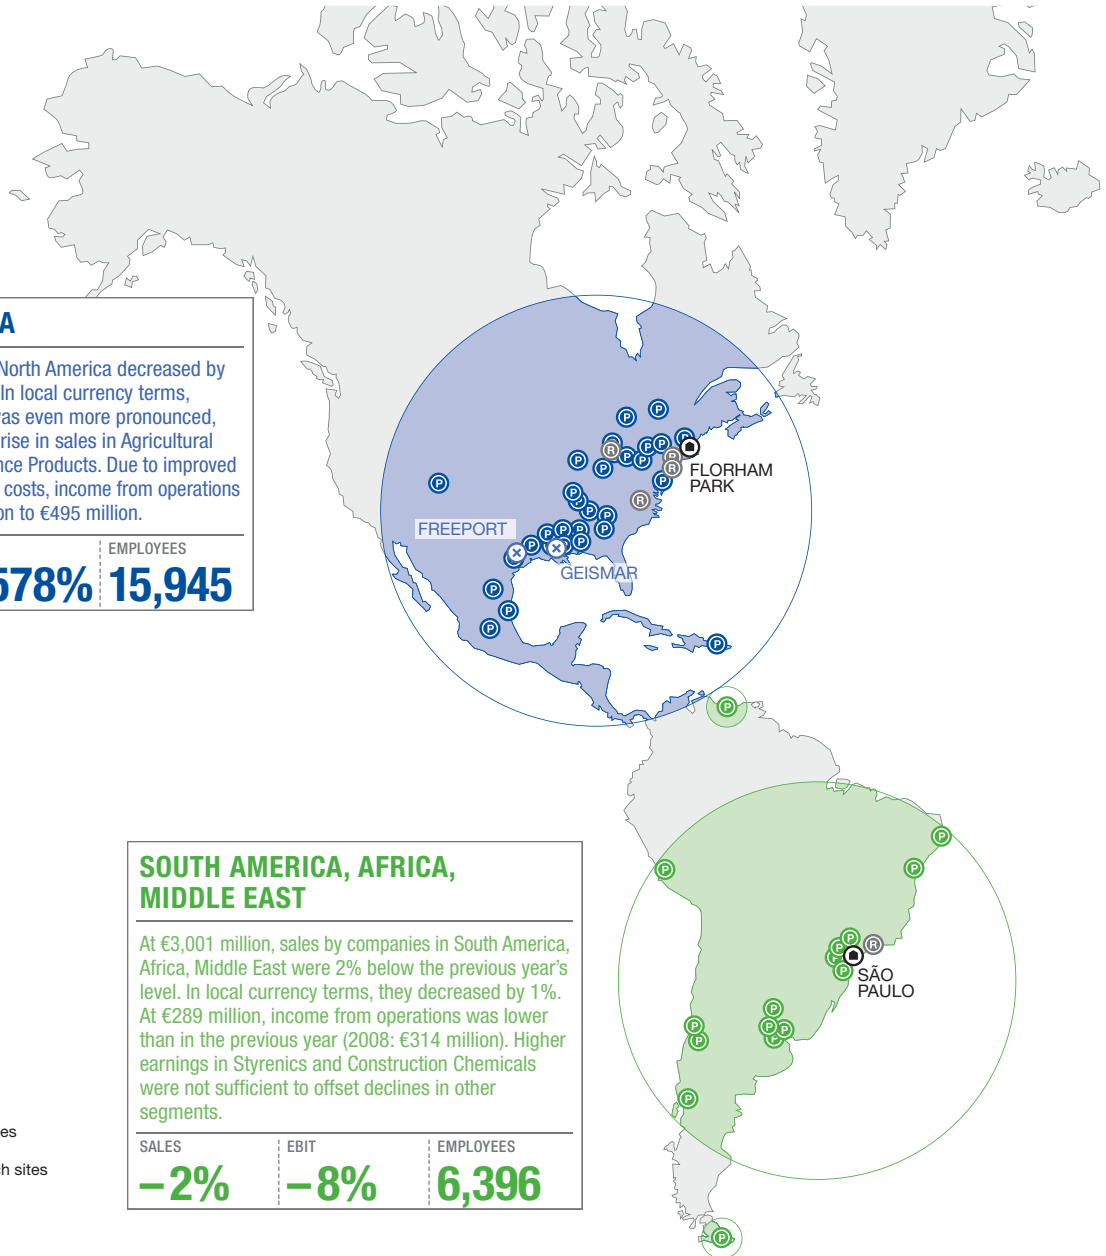 A
North America decreased by
In local currency terms,
was even more pronounced,
rise in sales in Agricultural
nce Products. Due to improved
costs, income from operations
on to €495 million.
578%
EMPLOYEES
15,945
FREEPORT
GEISMAR
FLORHAM
PARK
SOUTH AMERICA, AFRICA,
MIDDLE EAST
At €3,001 million, sales by companies in South America,
Africa, Middle East were 2% below the previous year's
level. In local currency terms, they decreased by 1%.
At €289 million, income from operations was lower
than in the previous year (2008: €314 million). Higher
earnings in Styrenics and Construction Chemicals
were not sufficient to offset declines in other
segments.
SALES
–2%
EBIT
–8%
EMPLOYEES
6,396
SÃO
PAULO
es
h sites